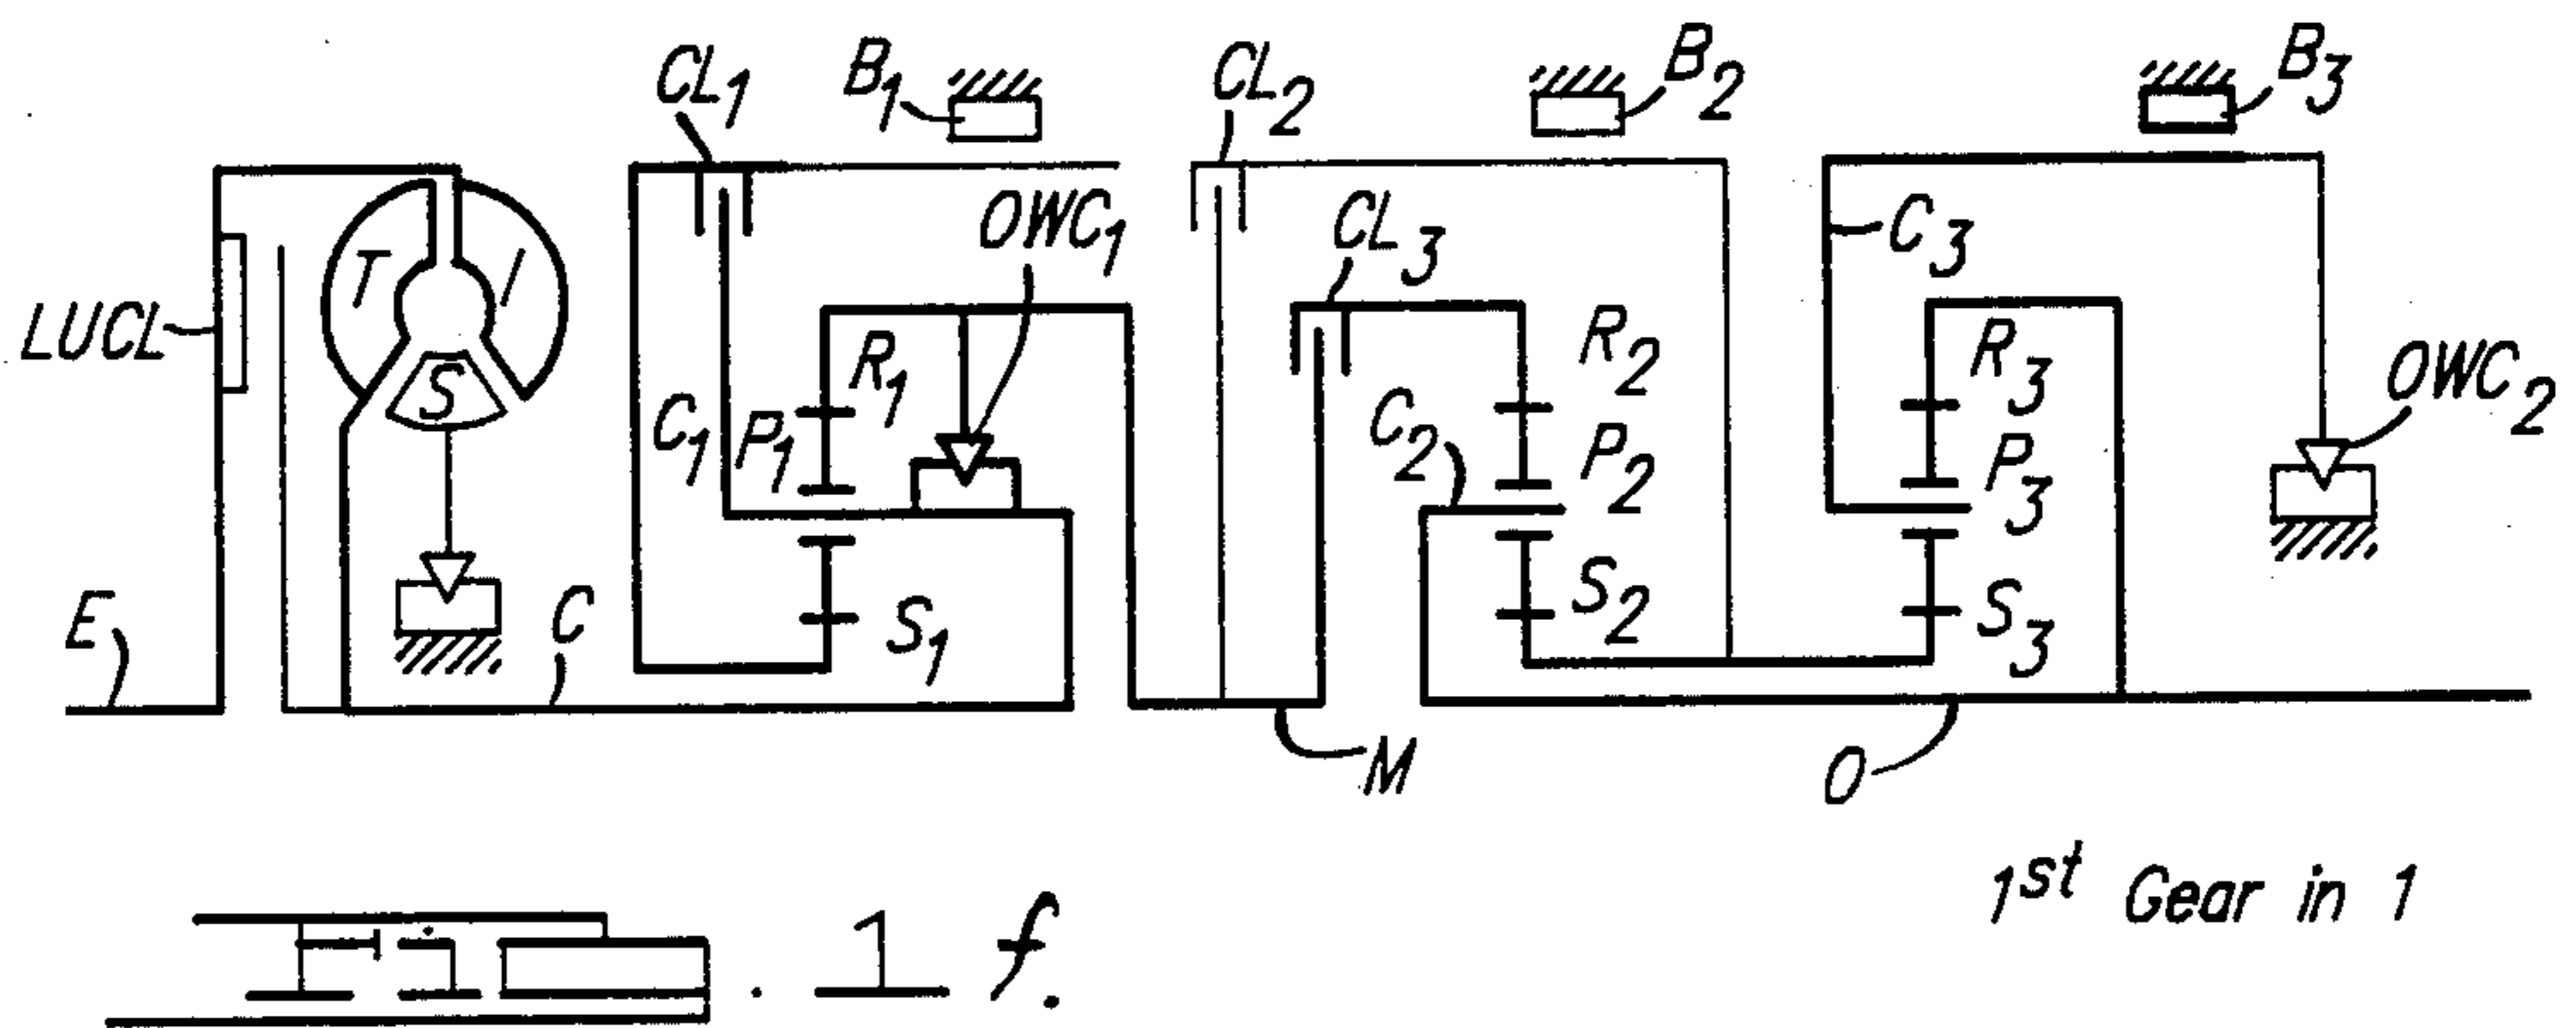 CL1 B1 CL2 B2 B3
OWC1 CL3 C3
T I
LUCL R1 R2 R3 OWC2
S C1 P1 C2 P2 P3
E C S1 S2 S3
M O
1st Gear in 1
FIG. 1 f.